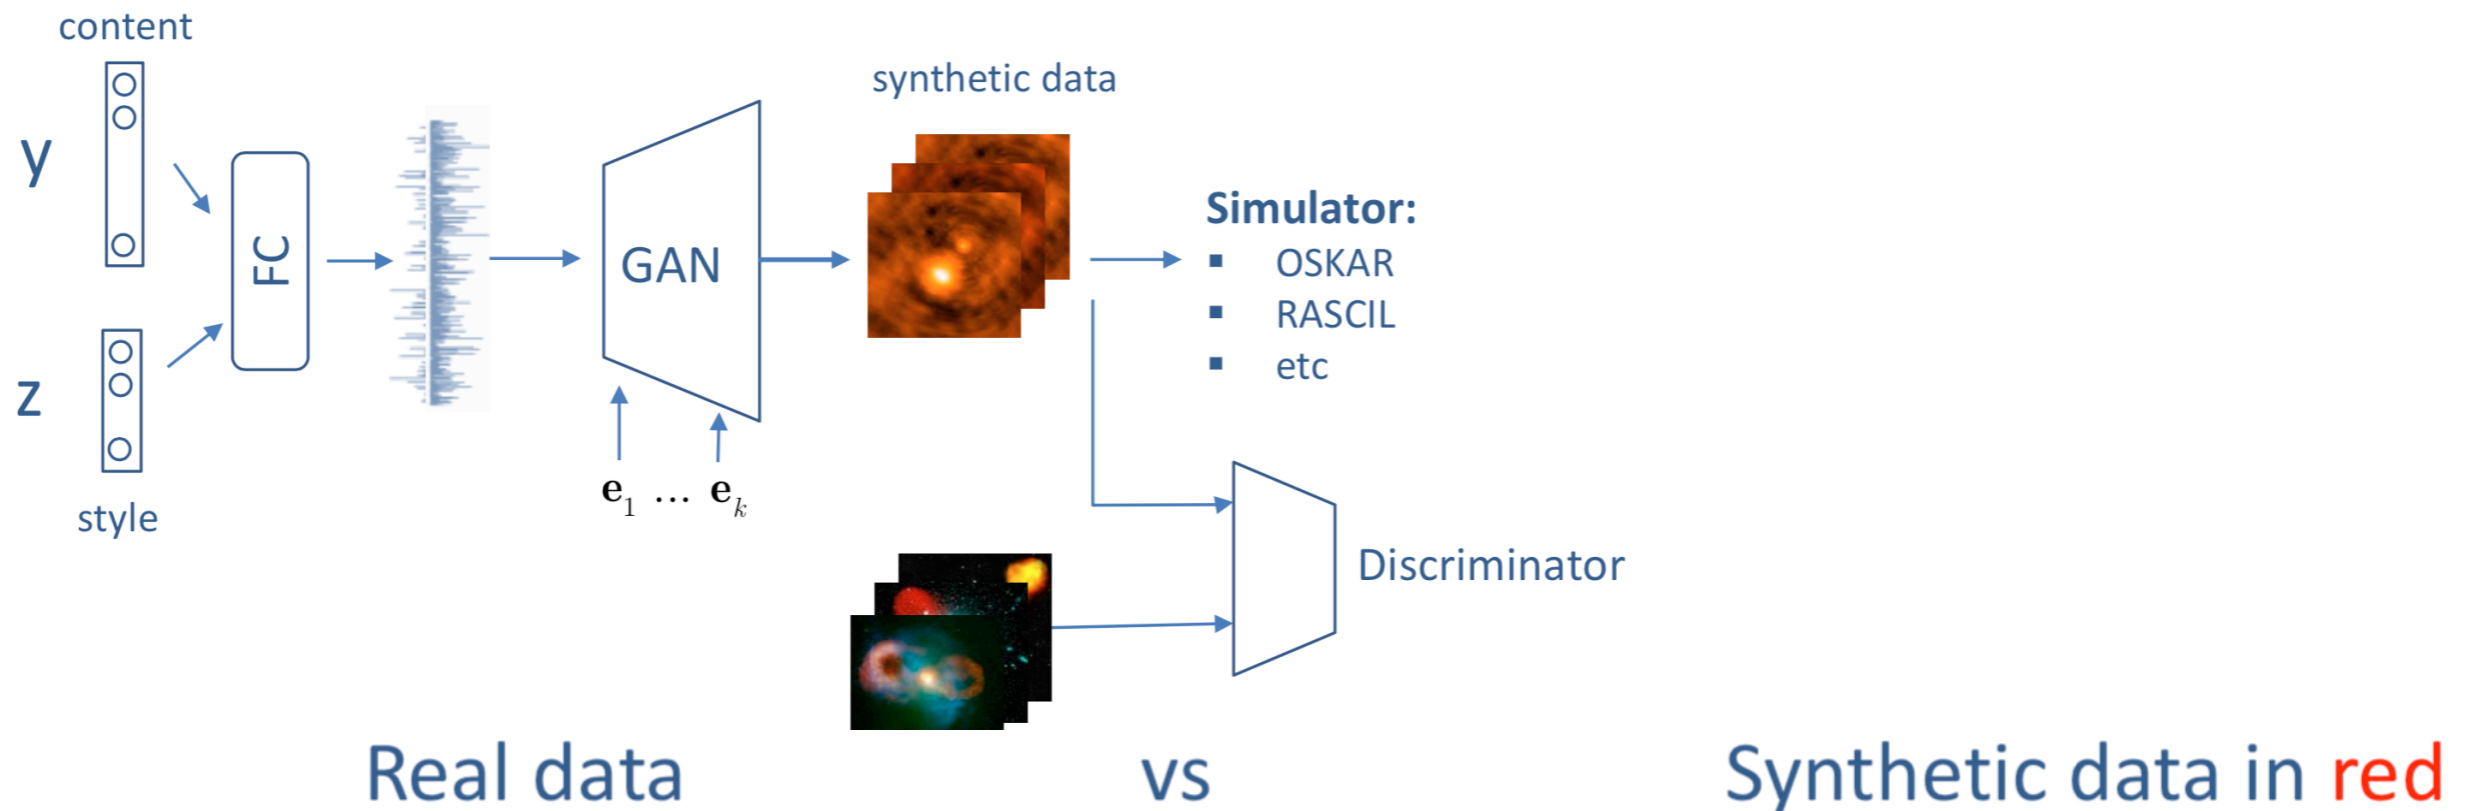 content
y
z
style
FC
GAN
e1 ... ek
synthetic data
Simulator:
▪ OSKAR
▪ RASCIL
▪ etc
Discriminator
Real data vs Synthetic data in red